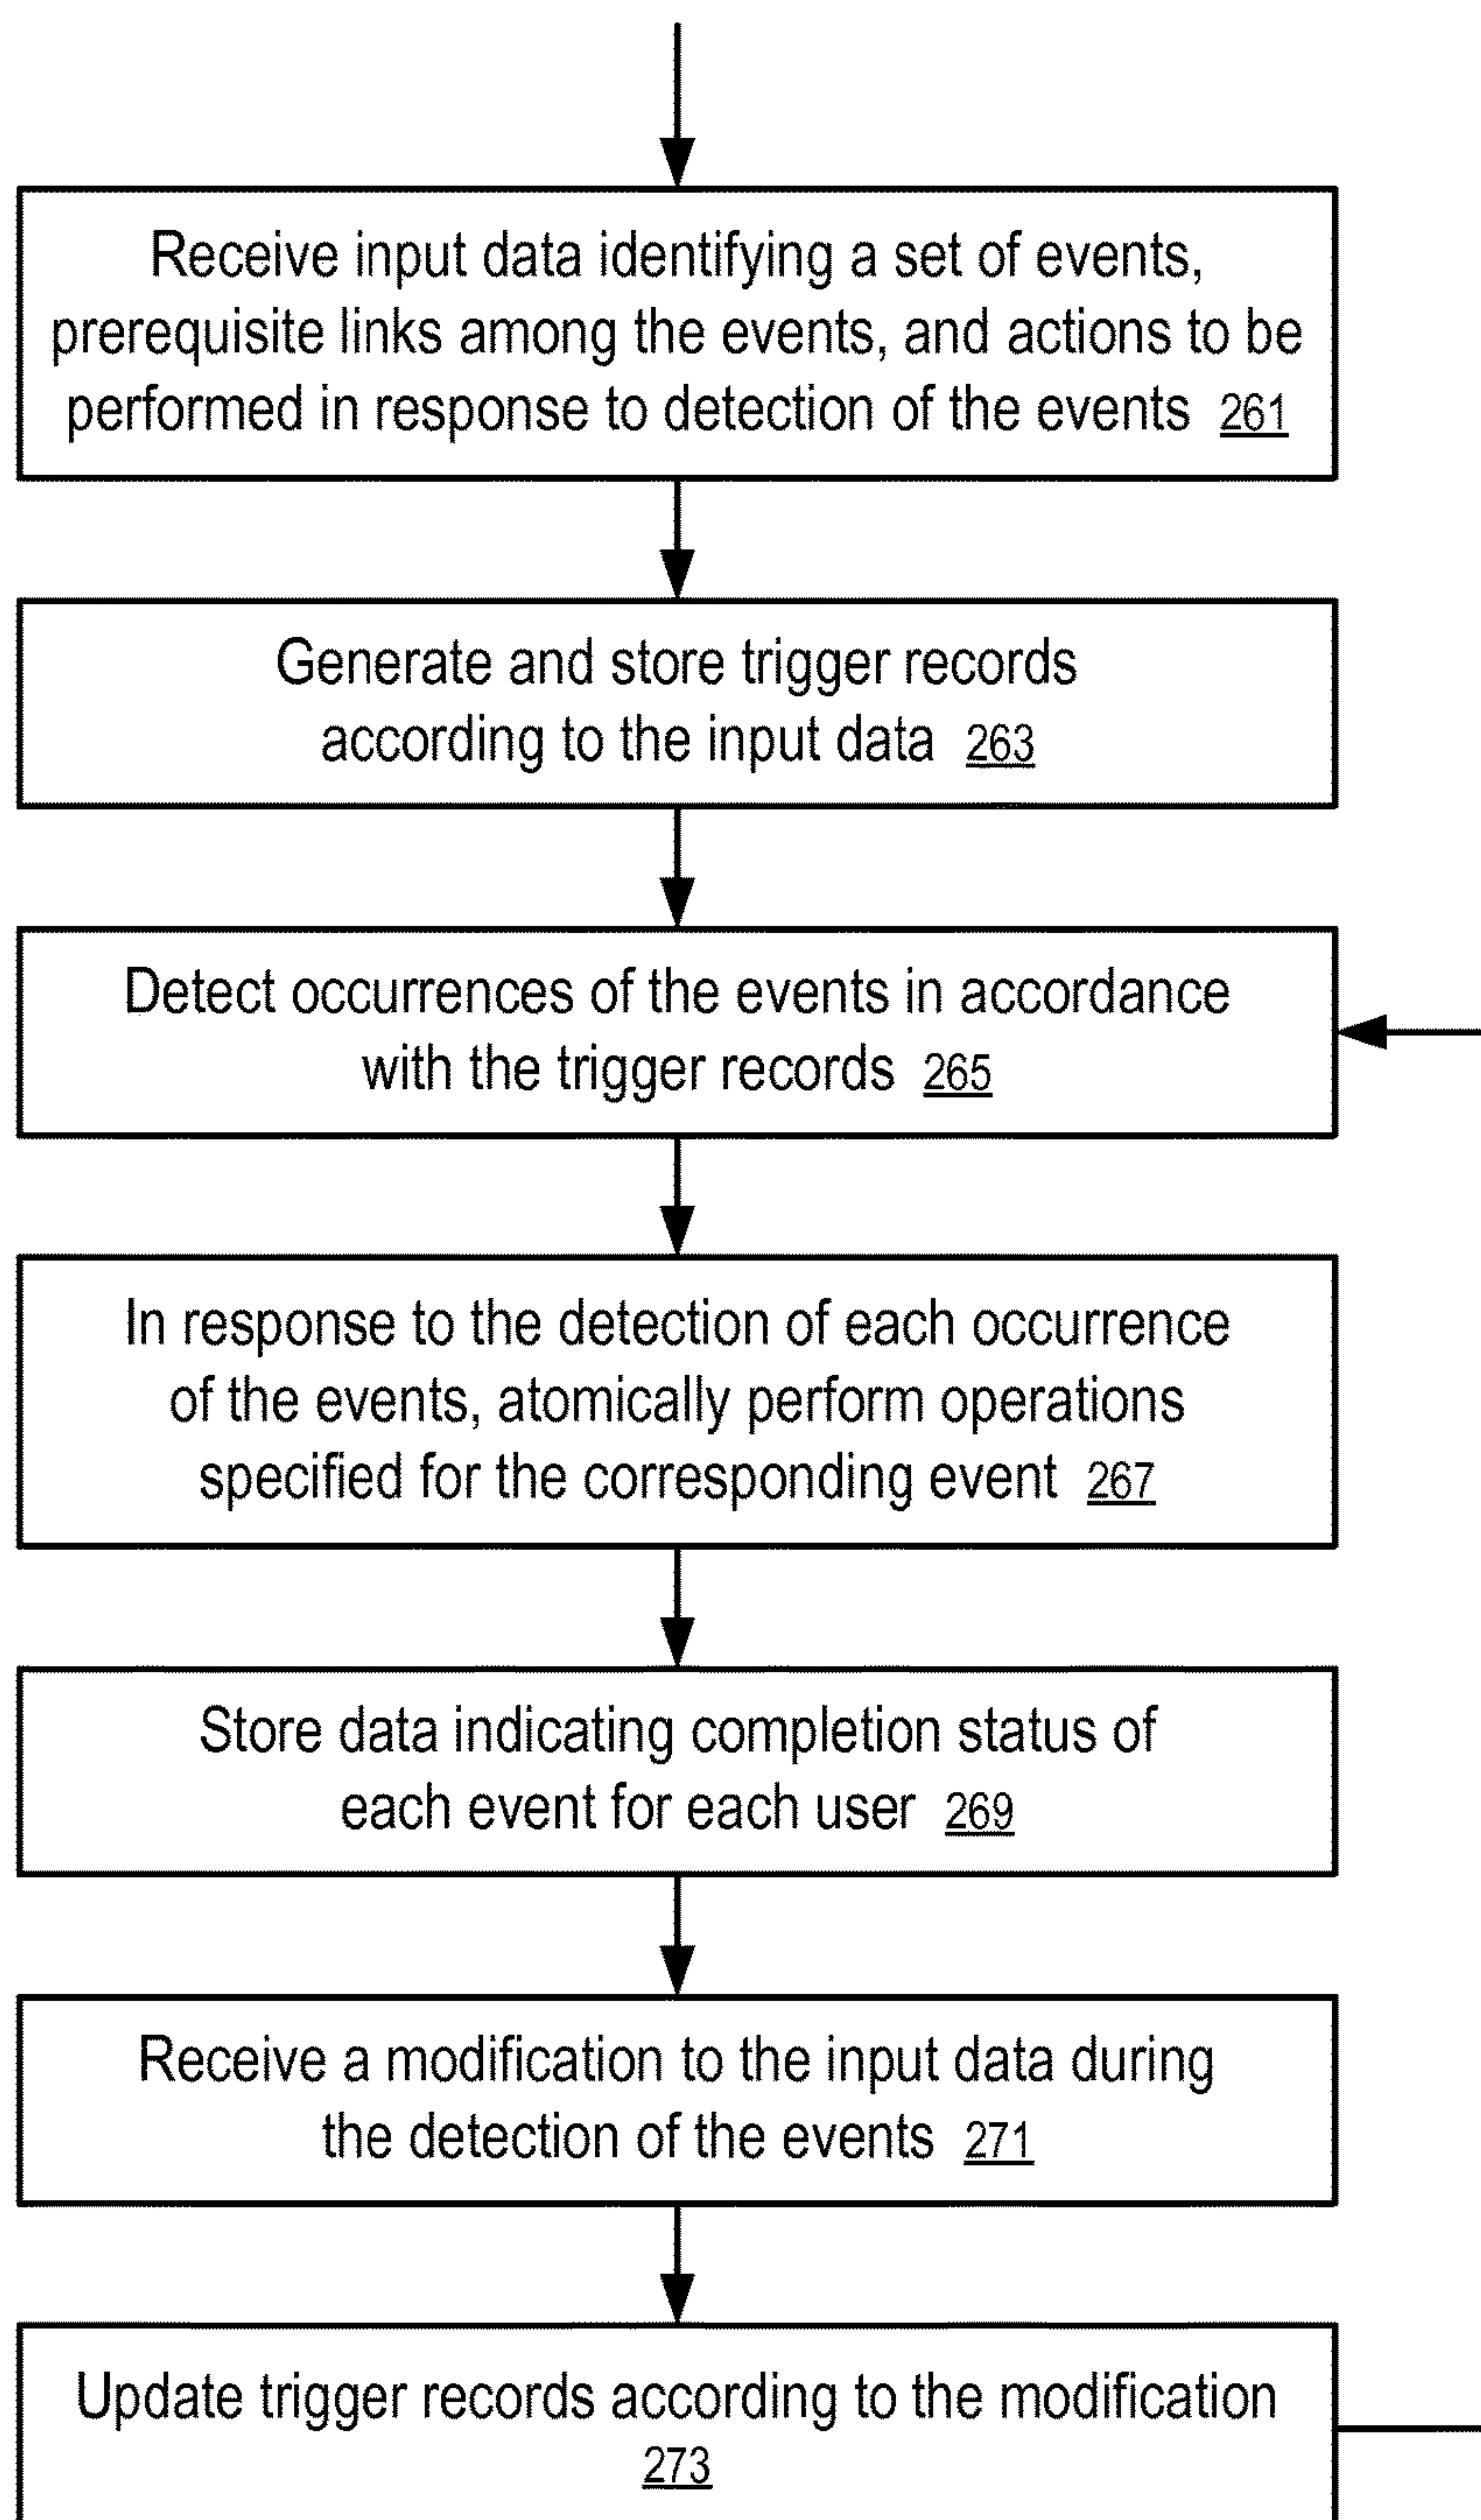 Receive input data identifying a set of events,
prerequisite links among the events, and actions to be
performed in response to detection of the events 261
Generate and store trigger records
according to the input data 263
Detect occurrences of the events in accordance
with the trigger records 265
In response to the detection of each occurrence
of the events, atomically perform operations
specified for the corresponding event 267
Store data indicating completion status of
each event for each user 269
Receive a modification to the input data during
the detection of the events 271
Update trigger records according to the modification
273